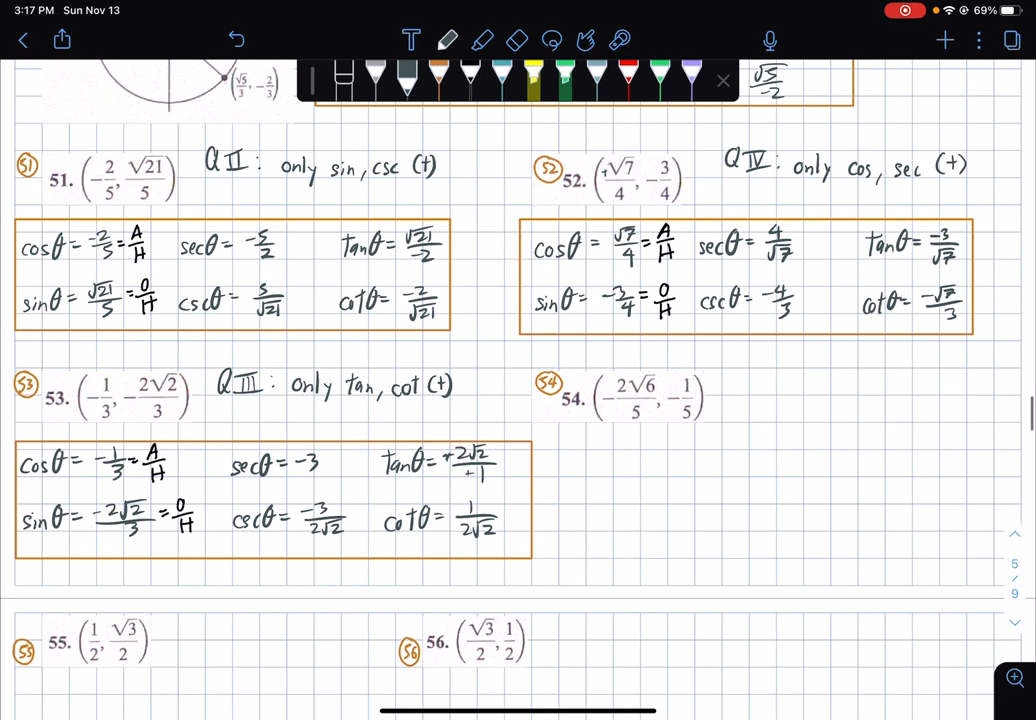 3:17 PM Sun Nov 13
69%
(√5/3, -2/3)
√5/-2
51
51. (-2/5, √21/5)
QII: only sin, csc (+)
cosθ = -2/5 = A/H secθ = -5/2 tanθ = √21/-2
sinθ = √21/5 = O/H cscθ = 5/√21 cotθ = -2/√21
52
52. (+√7/4, -3/4)
QIV: only cos, sec (+)
cosθ = √7/4 = A/H secθ = 4/√7 tanθ = -3/√7
sinθ = -3/4 = O/H cscθ = -4/3 cotθ = -√7/3
53
53. (-1/3, -2√2/3)
QIII: only tan, cot (+)
cosθ = -1/3 = A/H secθ = -3 tanθ = +2√2/+1
sinθ = -2√2/3 = O/H cscθ = -3/2√2 cotθ = 1/2√2
54
54. (-2√6/5, -1/5)
5
/
9
55
55. (1/2, √3/2)
56
56. (√3/2, 1/2)